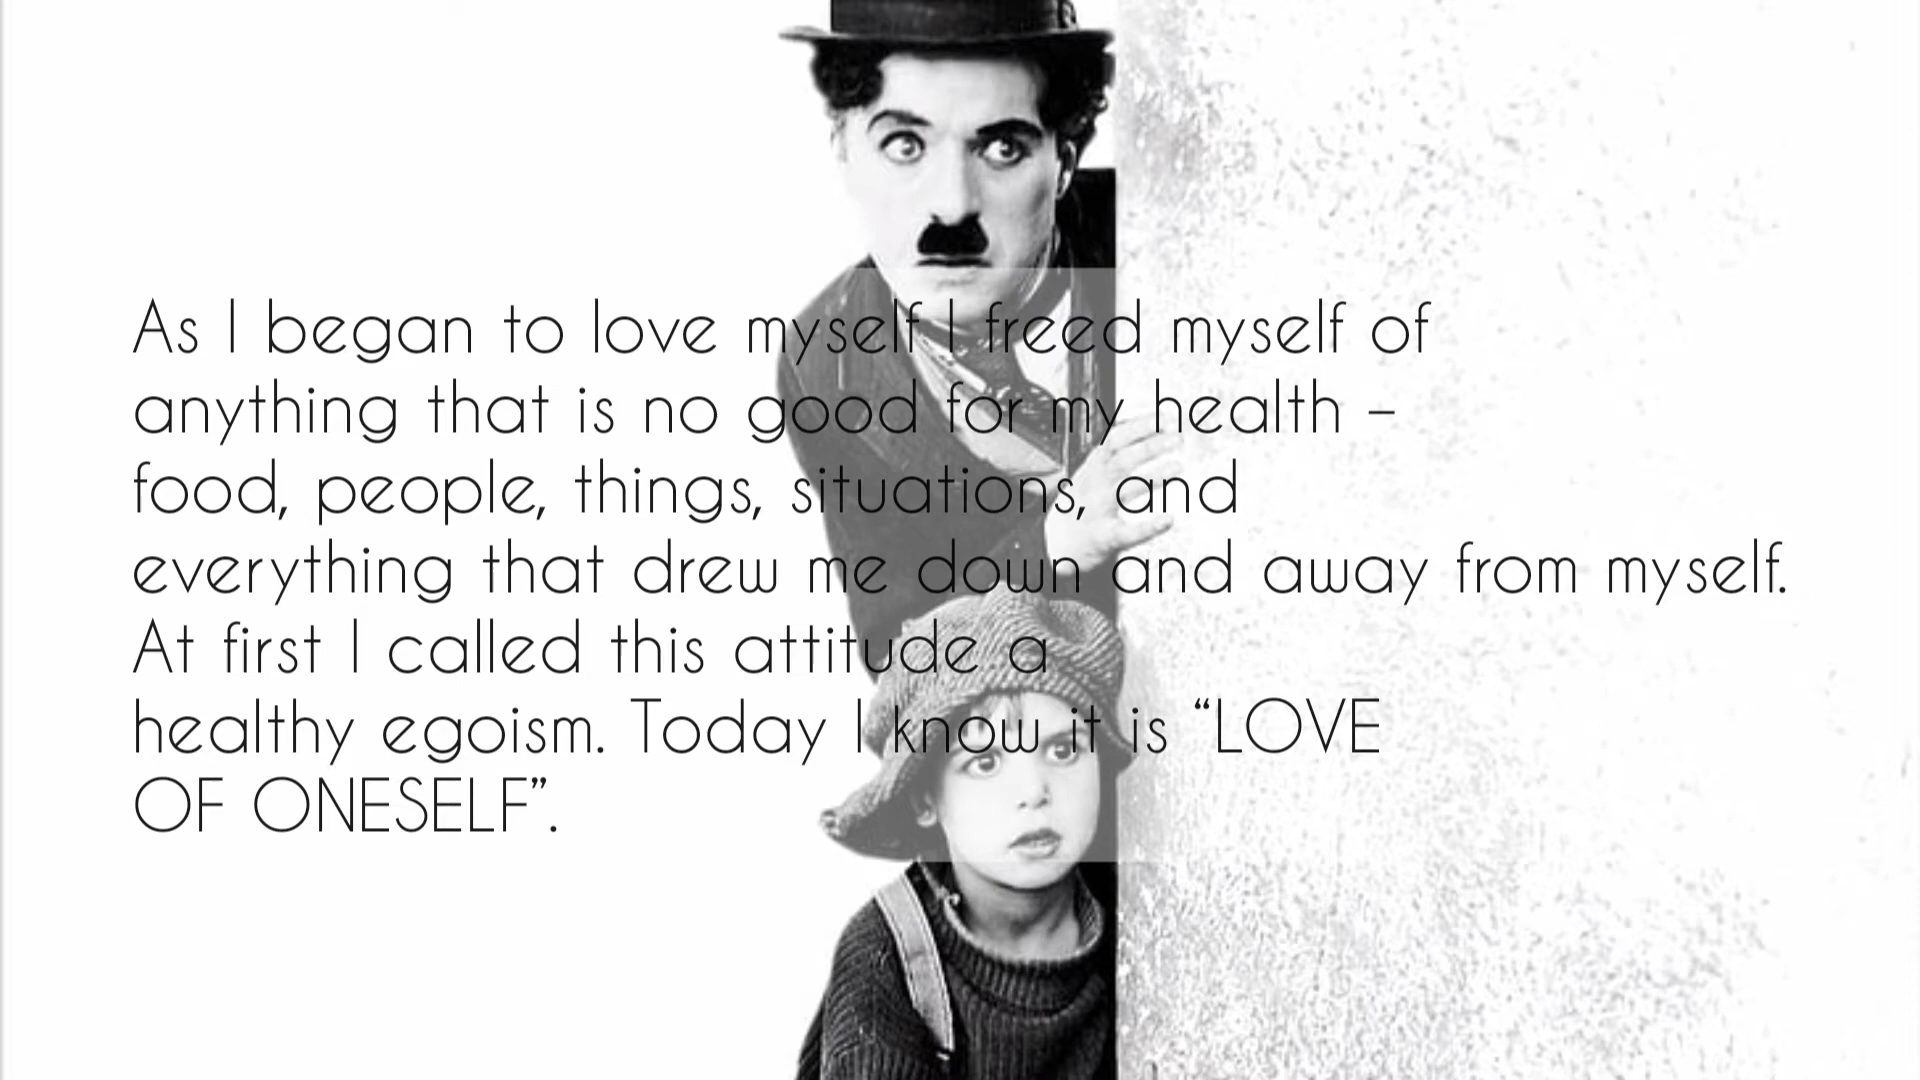 As I began to love myself I freed myself of
anything that is no good for my health –
food, people, things, situations, and
everything that drew me down and away from myself.
At first I called this attitude a
healthy egoism. Today I know it is “LOVE
OF ONESELF”.